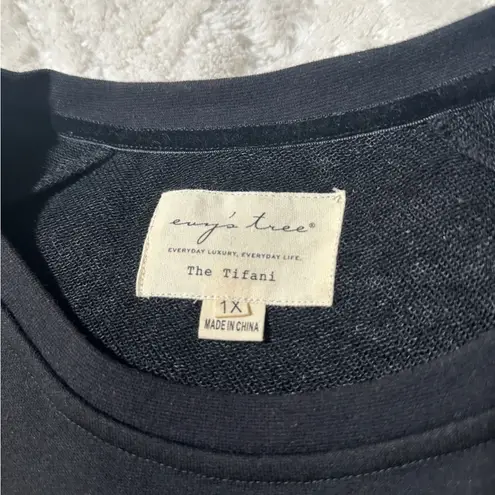 evy's tree®
EVERYDAY LUXURY, EVERYDAY LIFE.
The Tifani
1X
MADE IN CHINA